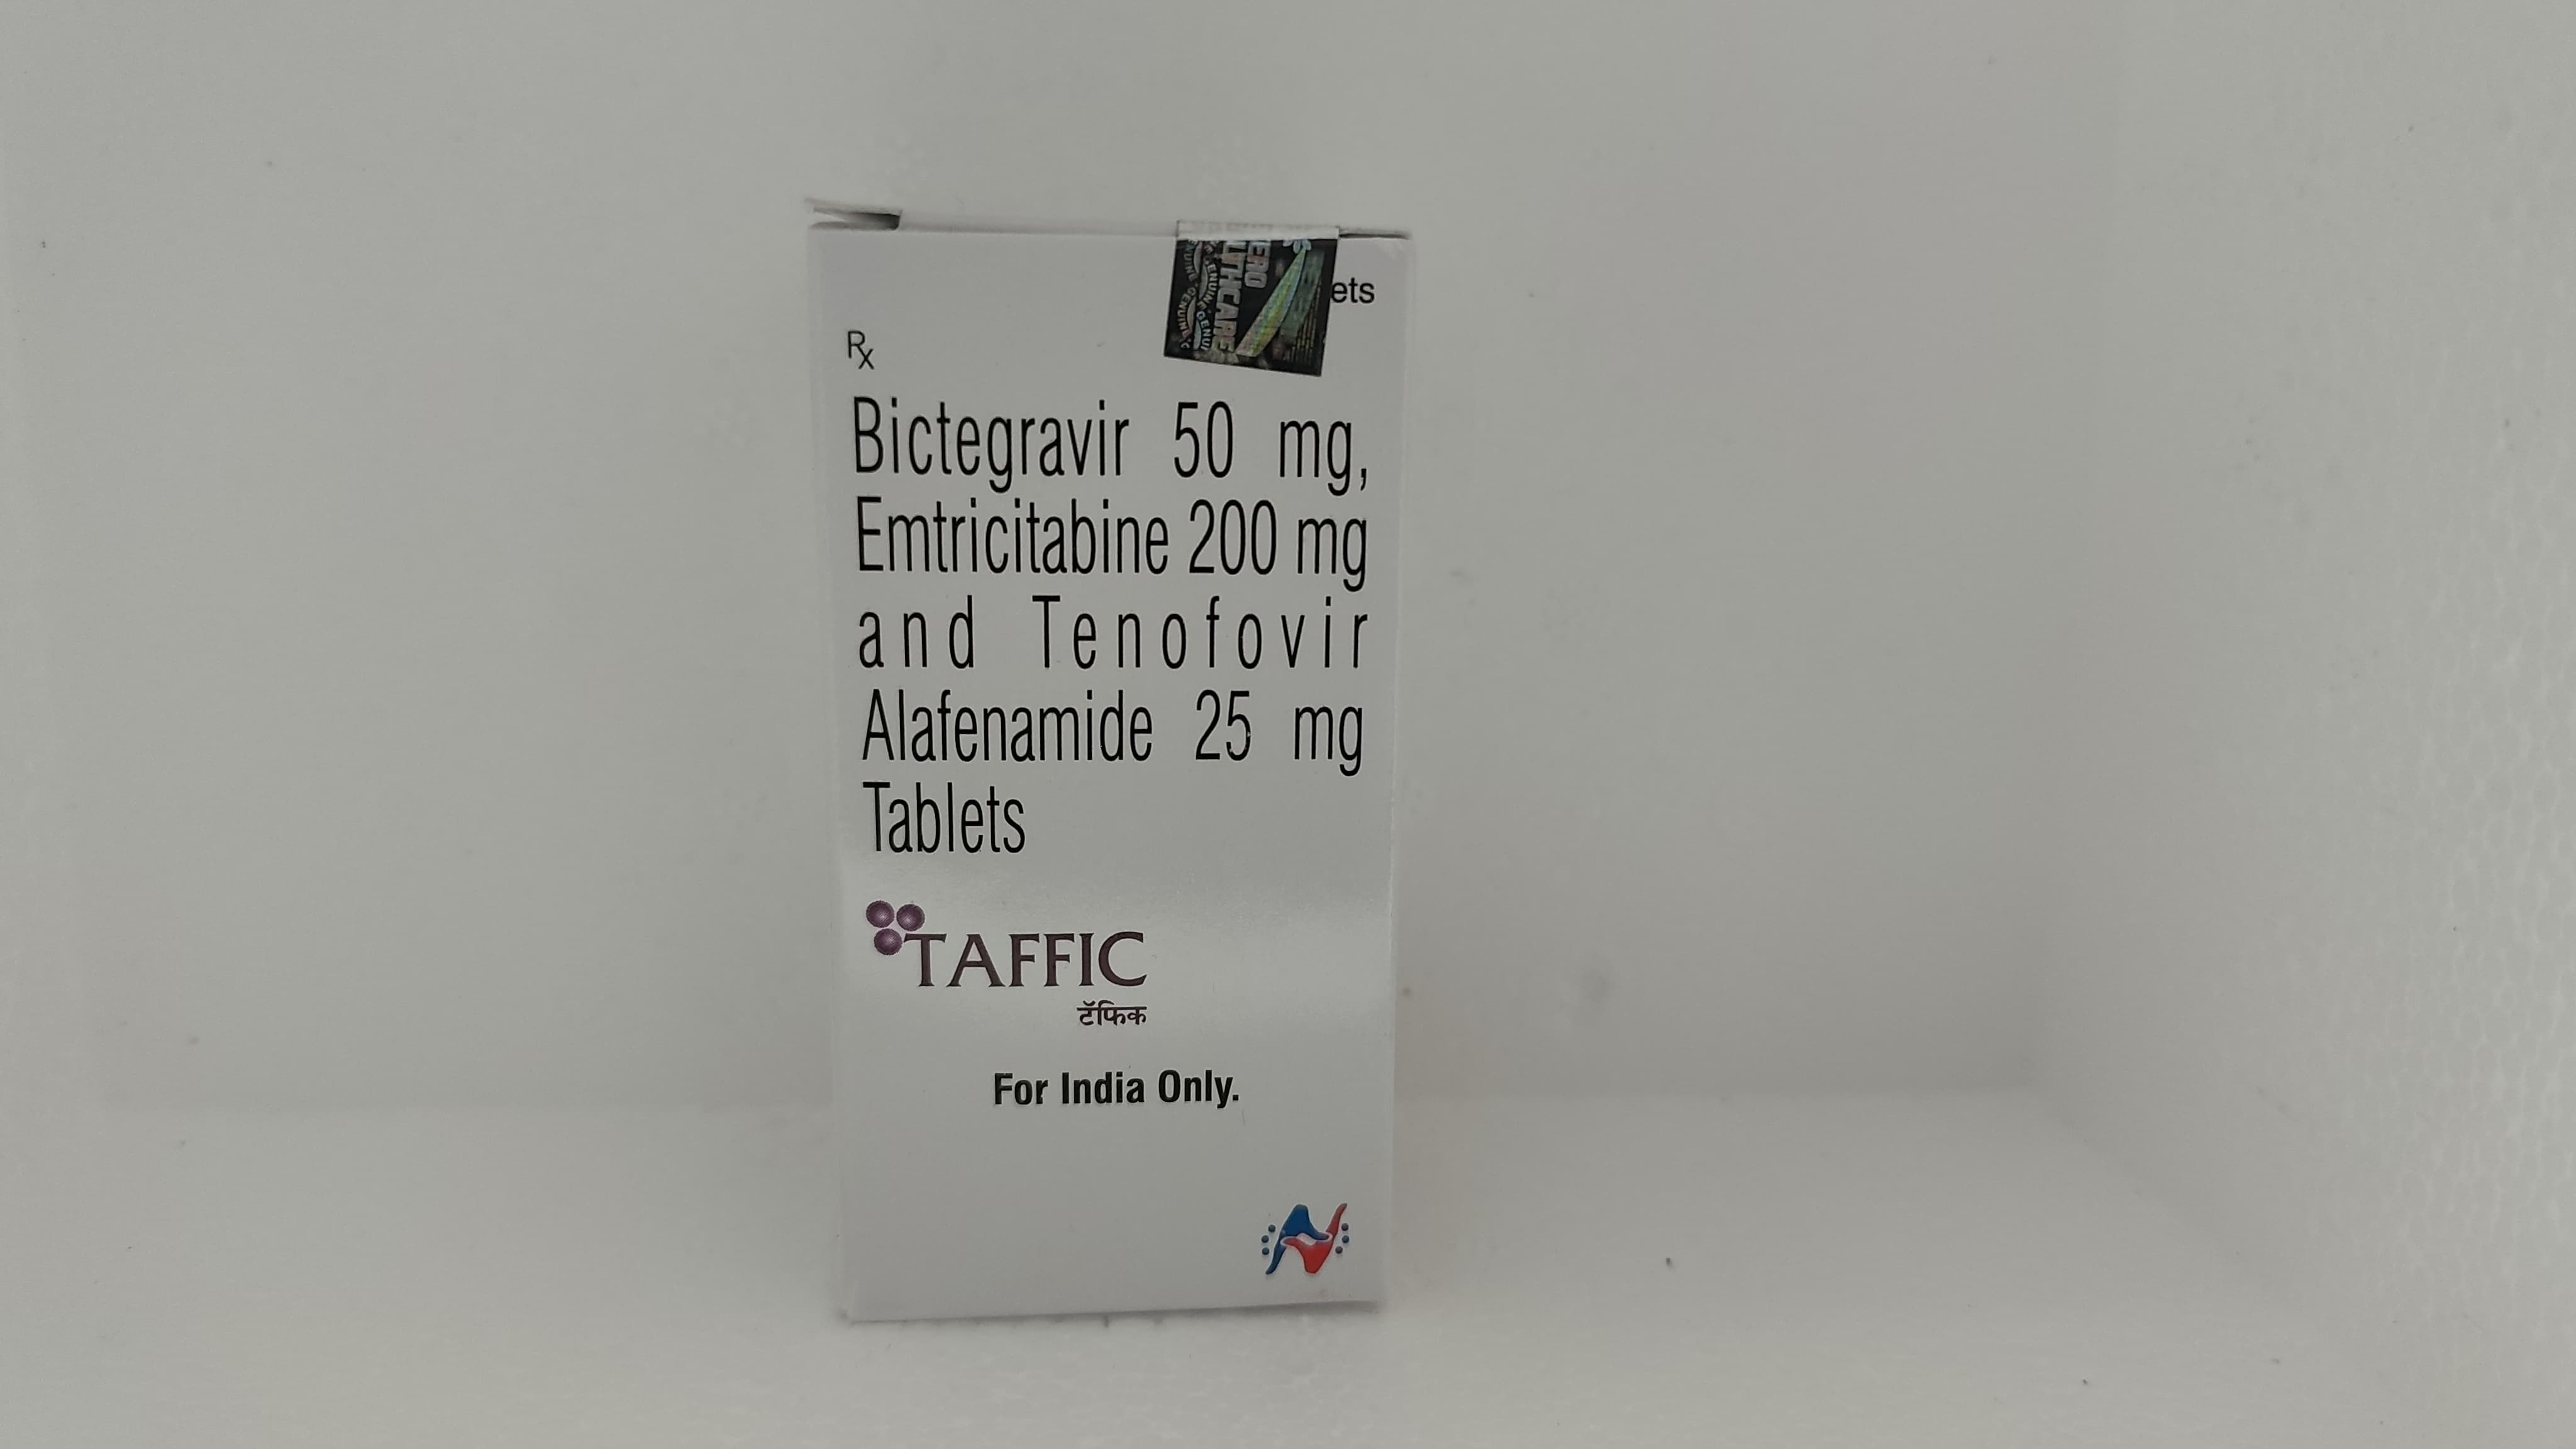 ets
Rx
Bictegravir 50 mg,
Emtricitabine 200 mg
and Tenofovir
Alafenamide 25 mg
Tablets
TAFFIC
टॅफिक
For India Only.